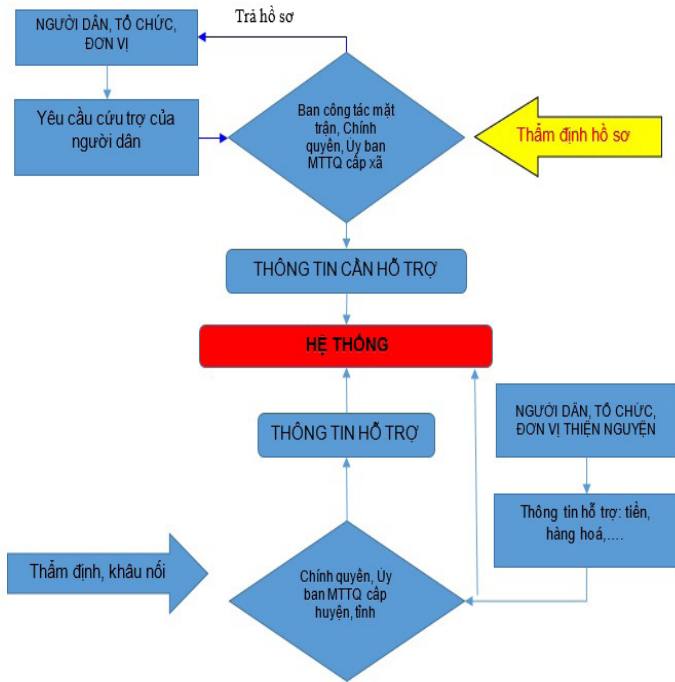 Trả hồ sơ
NGƯỜI DÂN, TỔ CHỨC,
ĐƠN VỊ
Yêu cầu cứu trợ của
người dân
Ban công tác mặt
trận, Chính
quyền, Ủy ban
MTTQ cấp xã
Thẩm định hồ sơ
THÔNG TIN CẦN HỖ TRỢ
HỆ THỐNG
THÔNG TIN HỖ TRỢ
NGƯỜI DÂN, TỔ CHỨC,
ĐƠN VỊ THIỆN NGUYỆN
Thông tin hỗ trợ: tiền,
hàng hoá,....
Thẩm định, khâu nối
Chính quyền, Ủy
ban MTTQ cấp
huyện, tỉnh